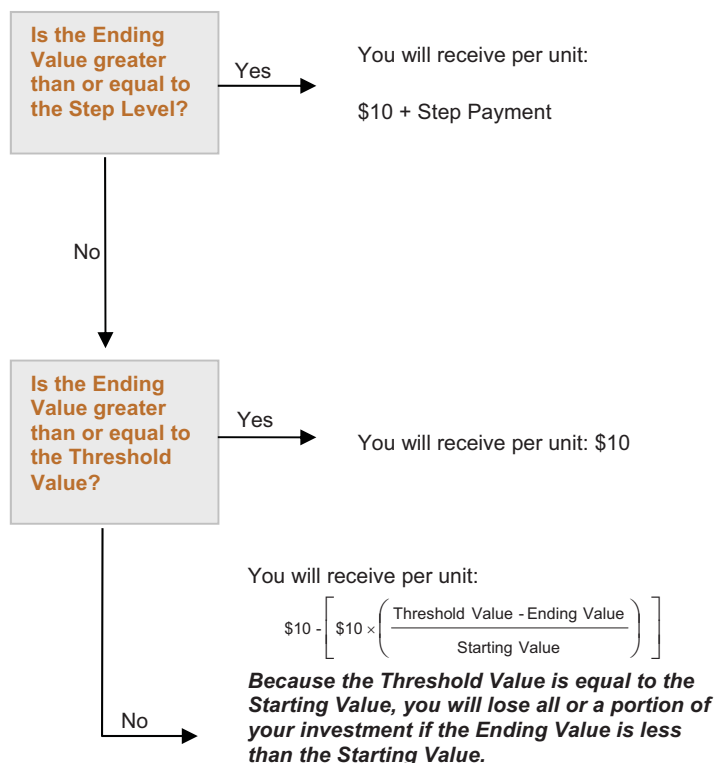 Is the Ending
Value greater
than or equal to
the Step Level?
Yes
You will receive per unit:
$10 + Step Payment
No
Is the Ending
Value greater
than or equal to
the Threshold
Value?
Yes
You will receive per unit: $10
You will receive per unit:
$10 - [ $10 × ( Threshold Value - Ending Value
Starting Value ) ]
Because the Threshold Value is equal to the
Starting Value, you will lose all or a portion of
your investment if the Ending Value is less
than the Starting Value.
No